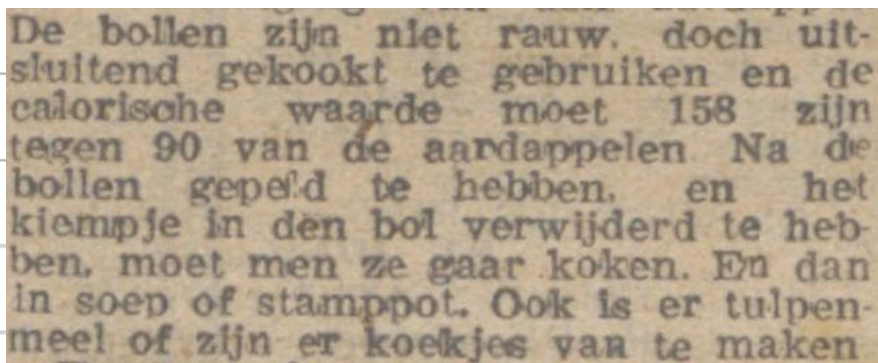 De bollen zijn niet rauw, doch uit-
sluitend gekookt te gebruiken en de
calorische waarde moet 158 zijn
tegen 90 van de aardappelen. Na de
bollen gepeld te hebben, en het
kiempje in den bol verwijderd te heb-
ben, moet men ze gaar koken. En dan
in soep of stamppot. Ook is er tulpen-
meel of zijn er koekjes van te maken